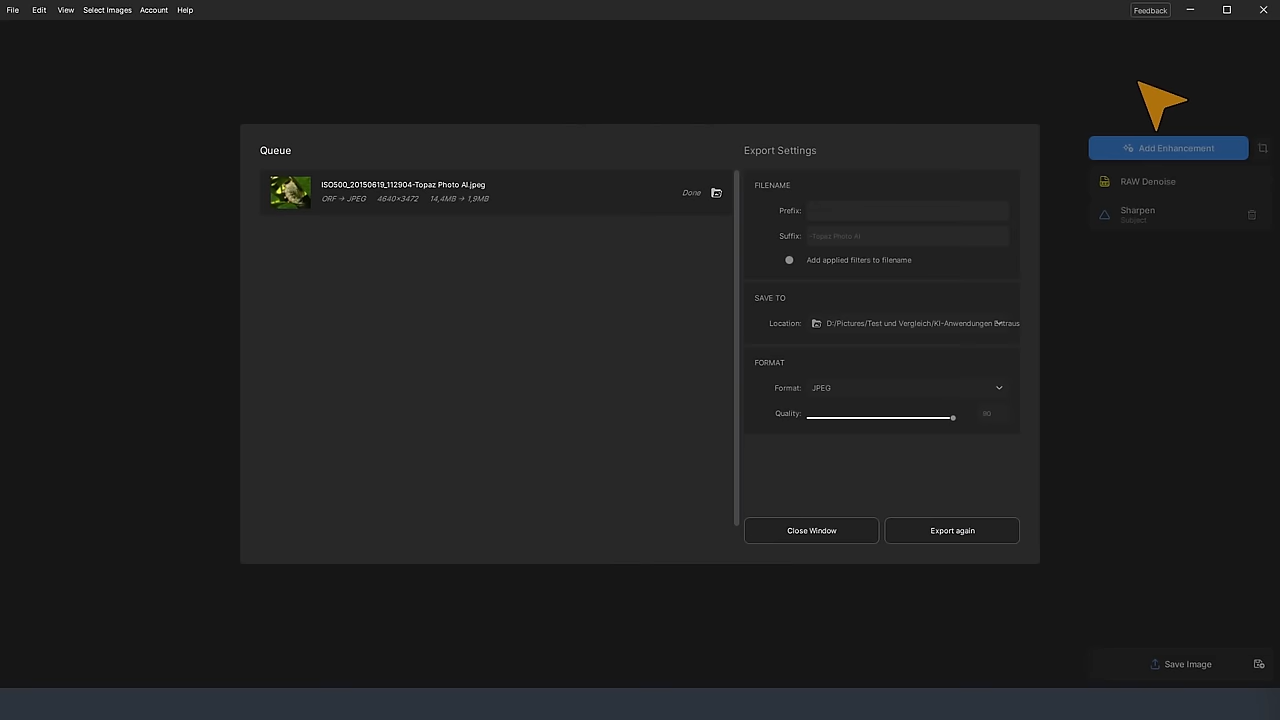 File Edit View Select Images Account Help
Feedback
Queue
ISO500_20150619_112904-Topaz Photo AI.jpeg
ORF → JPEG 4640×3472 14,4MB → 1,9MB
Done
Export Settings
FILENAME
Prefix:
Suffix: -Topaz Photo AI
Add applied filters to filename
SAVE TO
Location: D:/Pictures/Test und Vergleich/KI-Anwendungen
FORMAT
Format: JPEG
Quality:
Close Window
Export again
Add Enhancement
RAW Denoise
Sharpen
Subject
Save Image